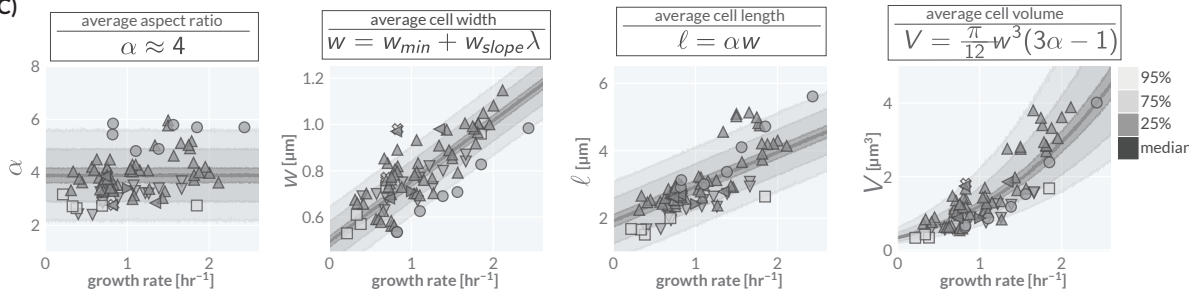 C)
average aspect ratio
α ≈ 4
8
6
4
2
α
0 1 2
growth rate [hr⁻¹]
average cell width
w = w_min + w_slope λ
1.2
1.0
0.8
0.6
w [μm]
0 1 2
growth rate [hr⁻¹]
average cell length
ℓ = αw
6
4
2
ℓ [μm]
0 1 2
growth rate [hr⁻¹]
average cell volume
V = π/12 w³(3α − 1)
4
2
0
V [μm³]
0 1 2
growth rate [hr⁻¹]
95%
75%
25%
median